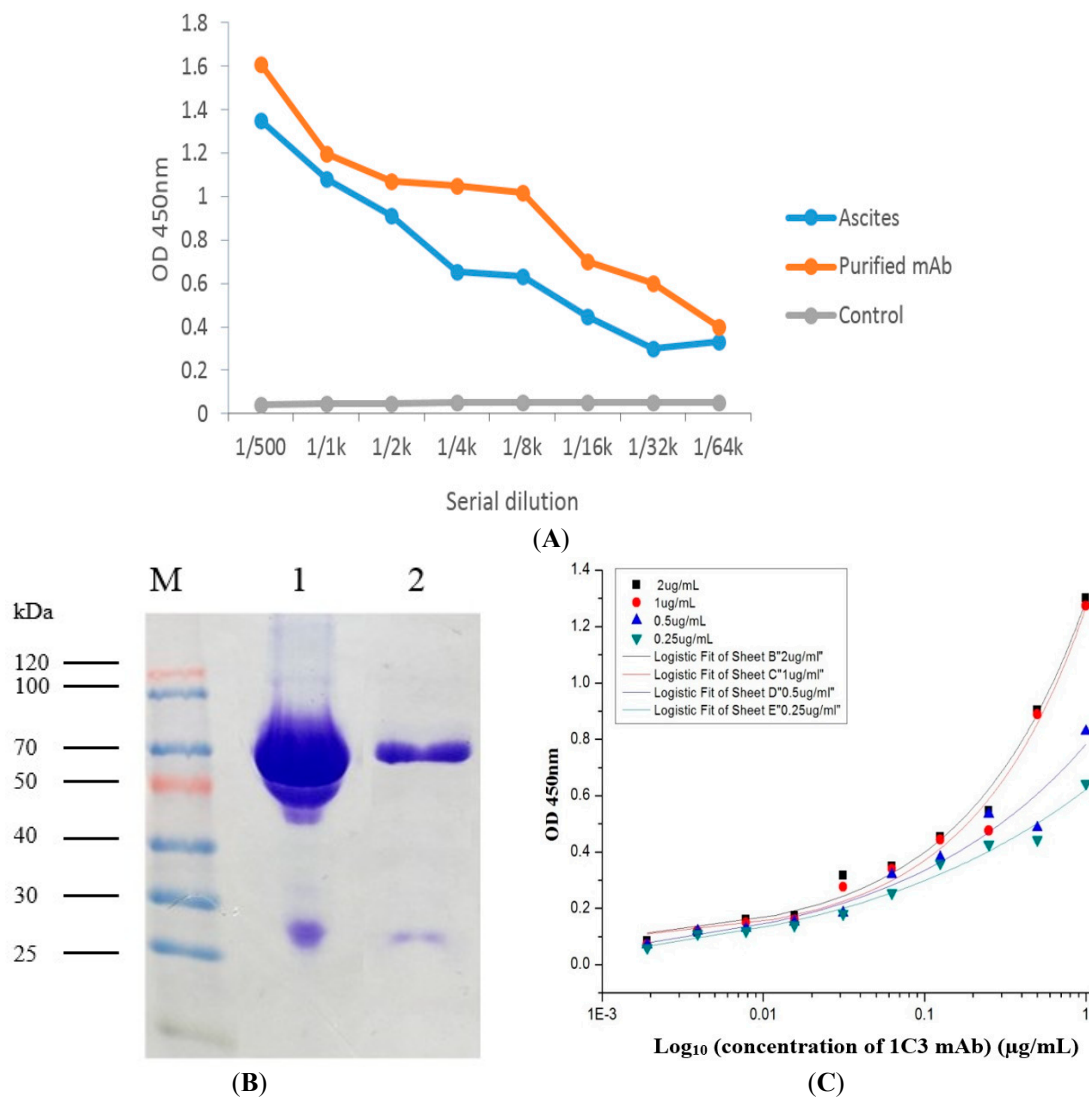 1.8
1.6
1.4
1.2
1
0.8
0.6
0.4
0.2
0
OD 450nm
1/500 1/1k 1/2k 1/4k 1/8k 1/16k 1/32k 1/64k
Serial dilution
Ascites
Purified mAb
Control
(A)
M 1 2
kDa
120
100
70
50
40
30
25
(B)
1.4
1.2
1.0
0.8
0.6
0.4
0.2
0.0
OD 450nm
2ug/mL
1ug/mL
0.5ug/mL
0.25ug/mL
Logistic Fit of Sheet B"2ug/ml"
Logistic Fit of Sheet C"1ug/ml"
Logistic Fit of Sheet D"0.5ug/ml"
Logistic Fit of Sheet E"0.25ug/ml"
1E-3 0.01 0.1 1
Log₁₀ (concentration of 1C3 mAb) (µg/mL)
(C)